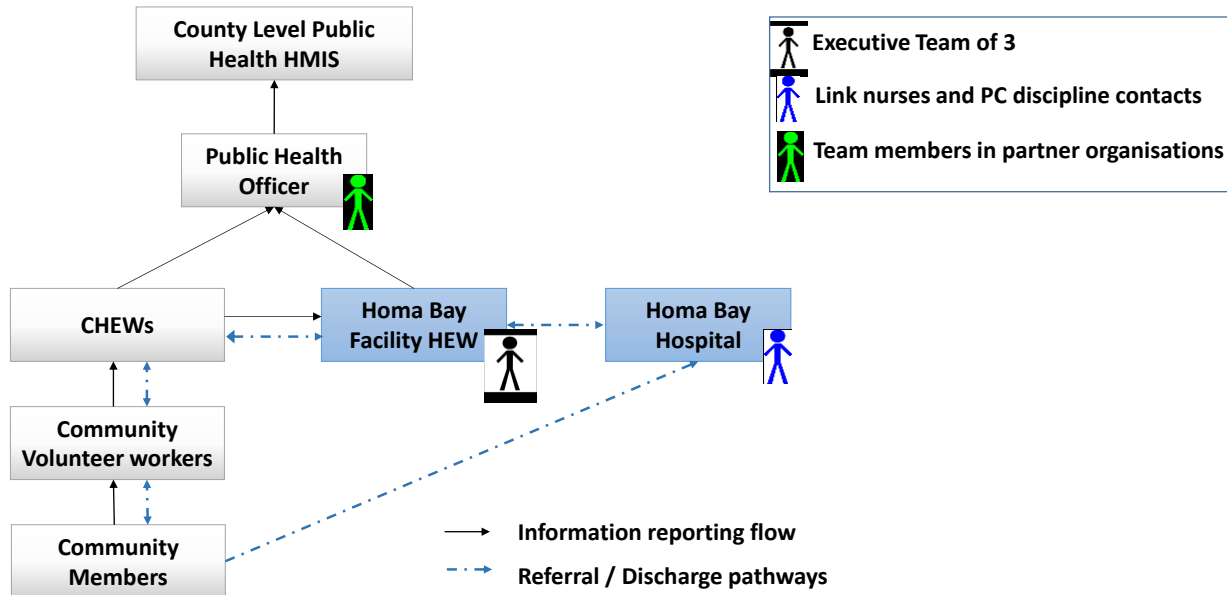 County Level Public
Health HMIS
Executive Team of 3
Link nurses and PC discipline contacts
Team members in partner organisations
Public Health
Officer
CHEWs
Homa Bay
Facility HEW
Homa Bay
Hospital
Community
Volunteer workers
Community
Members
Information reporting flow
Referral / Discharge pathways